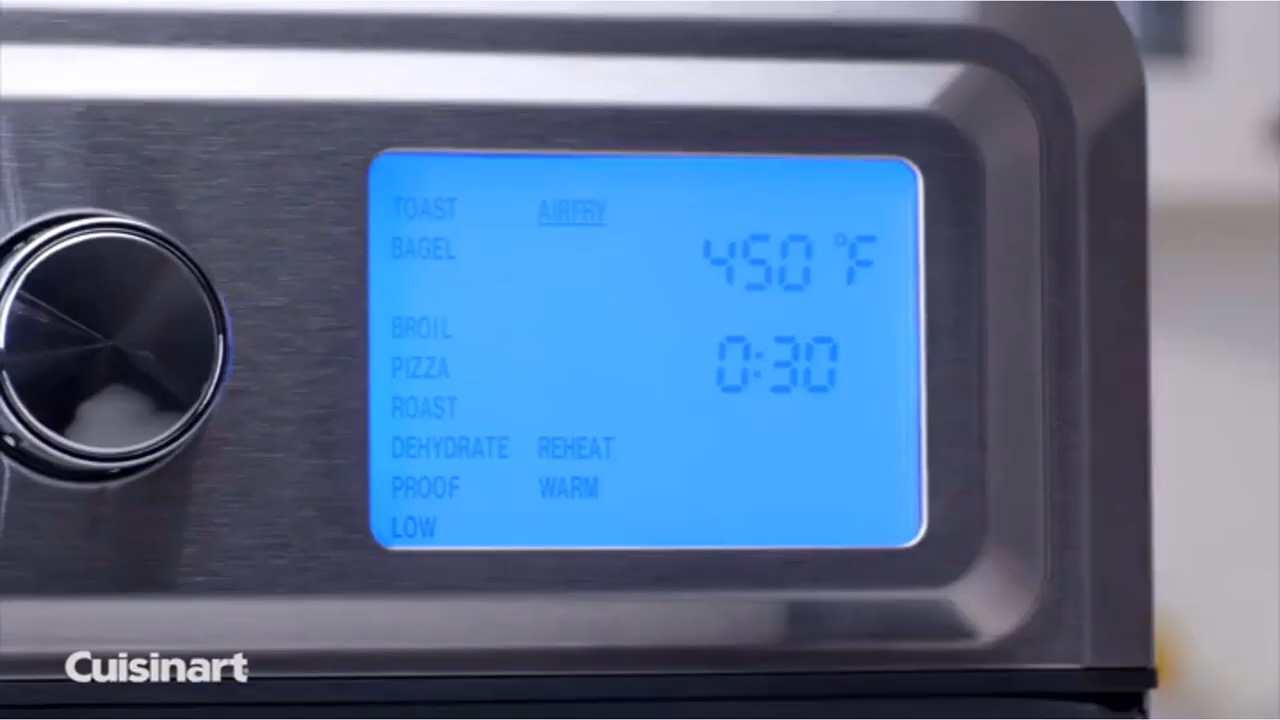 TOAST AIRFRY
BAGEL
450 °F
BROIL
0:30
PIZZA
ROAST
DEHYDRATE REHEAT
PROOF WARM
LOW
Cuisinart